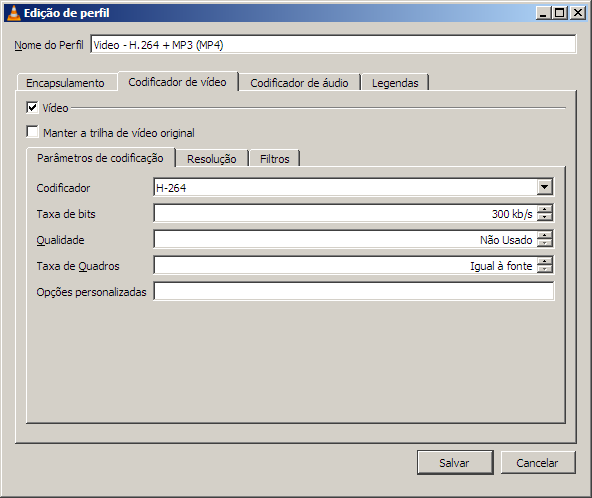 Edição de perfil
Nome do Perfil Video - H.264 + MP3 (MP4)
Encapsulamento Codificador de vídeo Codificador de áudio Legendas
Vídeo
Manter a trilha de vídeo original
Parâmetros de codificação Resolução Filtros
Codificador H-264
Taxa de bits 300 kb/s
Qualidade Não Usado
Taxa de Quadros Igual à fonte
Opções personalizadas
Salvar Cancelar